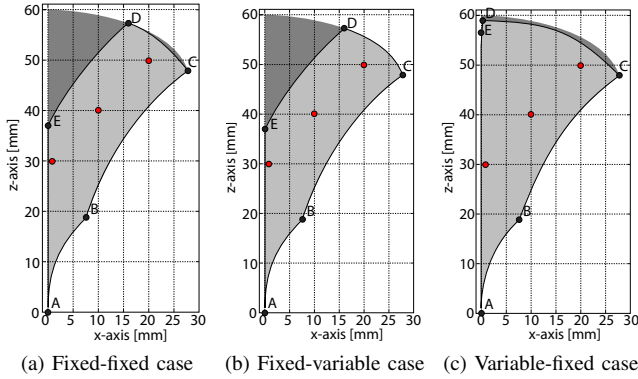 60
50
40
30
20
10
0
z-axis [mm]
A
B
C
D
E
0 5 10 15 20 25 30
x-axis [mm]
(a) Fixed-fixed case
60
50
40
30
20
10
0
z-axis [mm]
A
B
C
D
E
0 5 10 15 20 25 30
x-axis [mm]
(b) Fixed-variable case
60
50
40
30
20
10
0
z-axis [mm]
A
B
C
D
E
0 5 10 15 20 25 30
x-axis [mm]
(c) Variable-fixed case